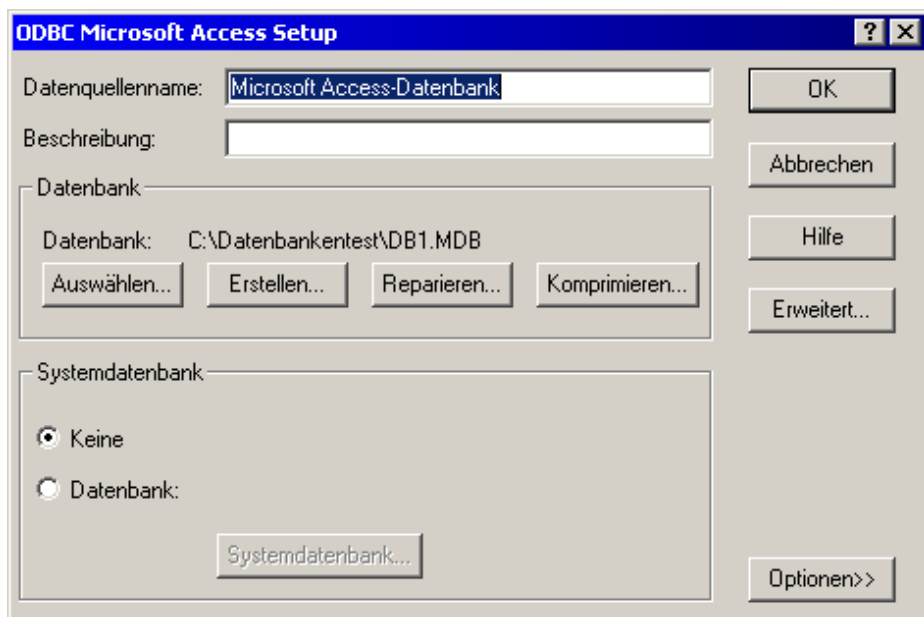 ODBC Microsoft Access Setup
Datenquellenname: Microsoft Access-Datenbank
OK
Beschreibung:
Abbrechen
Datenbank
Datenbank: C:\Datenbankentest\DB1.MDB
Hilfe
Auswählen... Erstellen... Reparieren... Komprimieren...
Erweitert...
Systemdatenbank
Keine
Datenbank:
Systemdatenbank...
Optionen>>